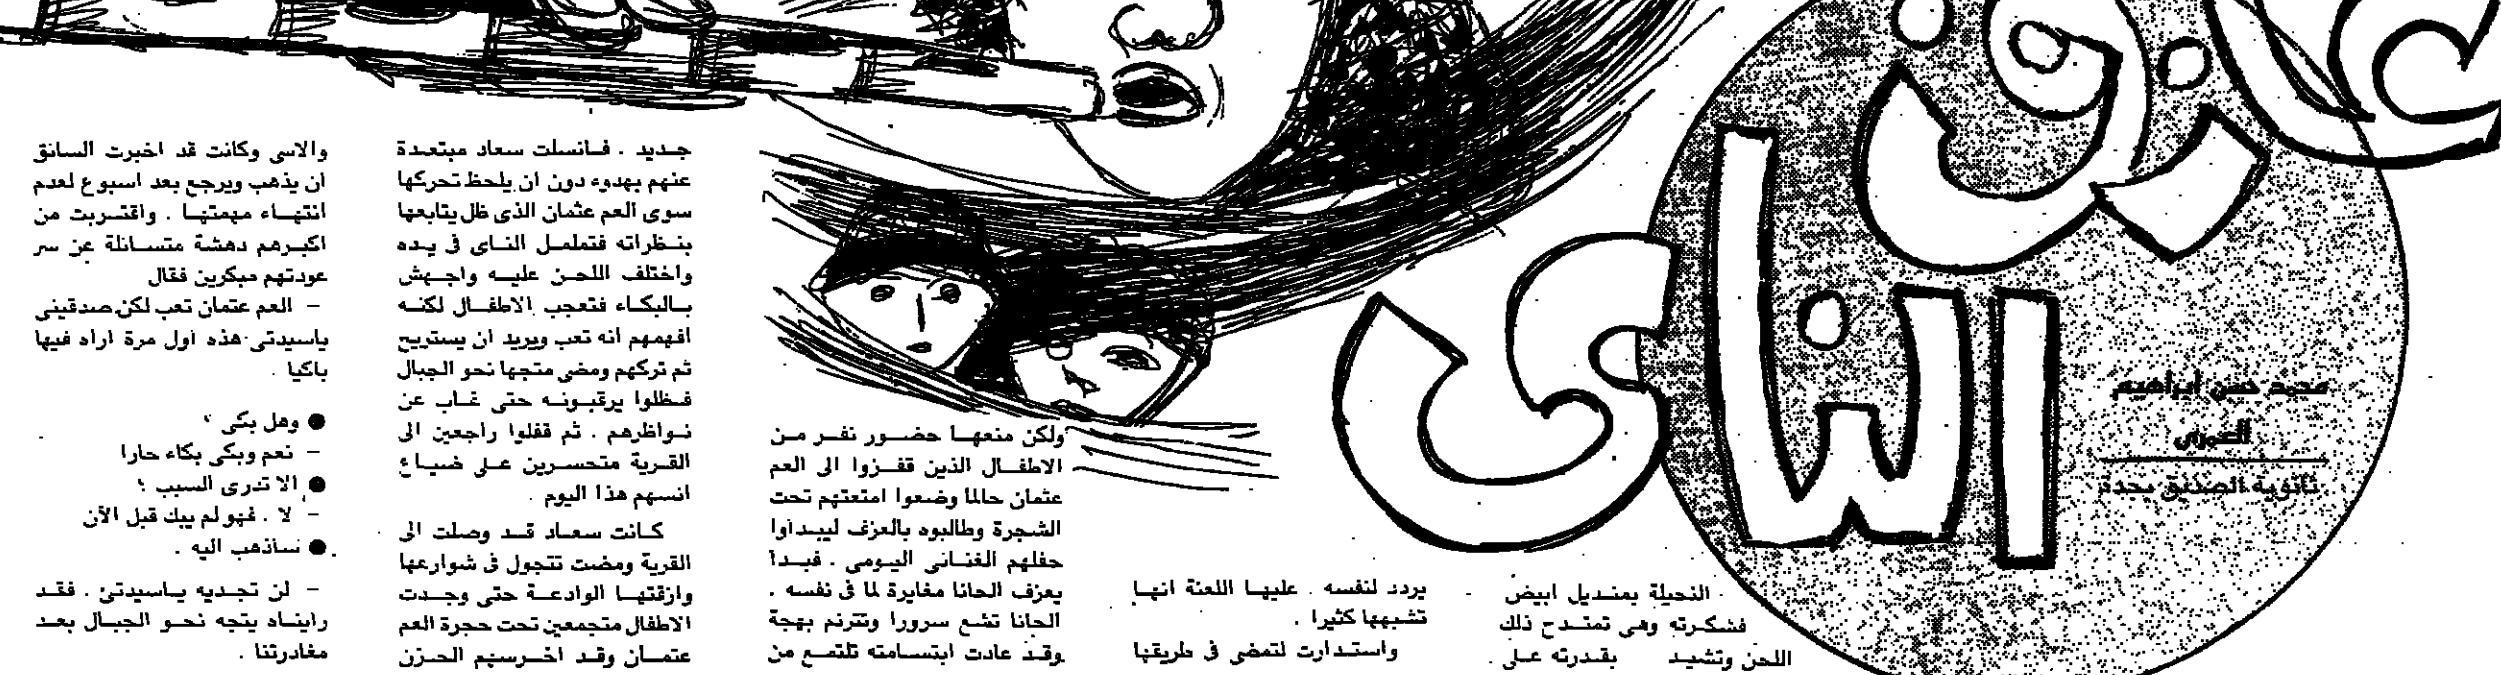 عازف الناى
محمد حسن ابراهيم
العمورى
ثانوية الصديق بجدة
النحيلة بمنديل ابيض
فشكرته وهى تمتدح ذلك
اللحن وتشيد بقدرته على
يردد لنفسه . عليها اللعنة انها
تشبهها كثيرا .
واستدارت لتمضى فى طريقها
ولكن منعها حضور نفر من
الاطفال الذين قفزوا الى العم
عثمان حالما وضعوا امتعتهم تحت
الشجرة وطالبوه بالعزف ليبدأوا
حفلهم الغنائى اليومى . فبدأ
يعزف الحانا مغايرة لما فى نفسه .
الحانا تشع سرورا وتترنم بهجة
وقد عادت ابتسامته تلتمع من
جديد . فانسلت سعاد مبتعدة
عنهم بهدوء دون ان يلحظ تحركها
سوى العم عثمان الذى ظل يتابعها
بنظراته فتململ الناى فى يده
واختلف اللحن عليه واجهش
بالبكاء فتعجب الاطفال لكنه
افهمهم انه تعب ويريد ان يستريح
ثم تركهم ومضى متجها نحو الجبال
فظلوا يرقبونه حتى غاب عن
نواظرهم . ثم قفلوا راجعين الى
القرية متحسرين على ضياع
انسهم هذا اليوم .
كانت سعاد قد وصلت الى
القرية ومضت تتجول فى شوارعها
وازقتها الوادعة حتى وجدت
الاطفال متجمعين تحت حجرة العم
عثمان وقد اخرسهم الحزن
والاسى وكانت قد اخبرت السائق
ان يذهب ويرجع بعد اسبوع لعدم
انتهاء مهمتها . واقتربت من
اكبرهم دهشة متسائلة عن سر
عودتهم مبكرين فقال
– العم عثمان تعب لكن صدقينى
ياسيدتى هذه اول مرة اراه فيها
باكيا .
● وهل بكى ؟
– نعم وبكى بكاء حارا
● الا تدرى السبب ؟
– لا . فهو لم يبك قبل الآن
● سأذهب اليه .
– لن تجديه ياسيدتى . فقد
رايناه يتجه نحو الجبال بعد
مغادرتنا .